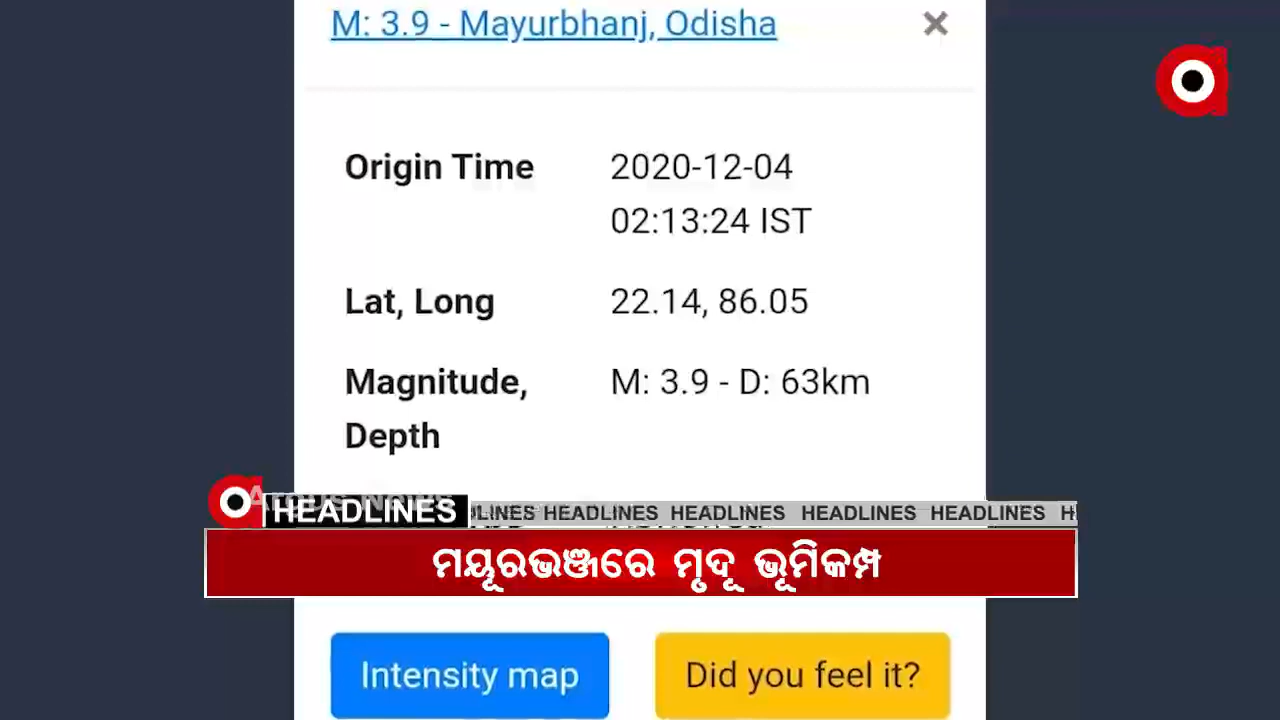 M: 3.9 - Mayurbhanj, Odisha ×
Origin Time 2020-12-04
02:13:24 IST
Lat, Long 22.14, 86.05
Magnitude, M: 3.9 - D: 63km
Depth
Argus News
HEADLINES HEADLINES HEADLINES HEADLINES HEADLINES
ମୟୂରଭଞ୍ଜରେ ମୃଦୂ ଭୂମିକମ୍ପ
Intensity map Did you feel it?